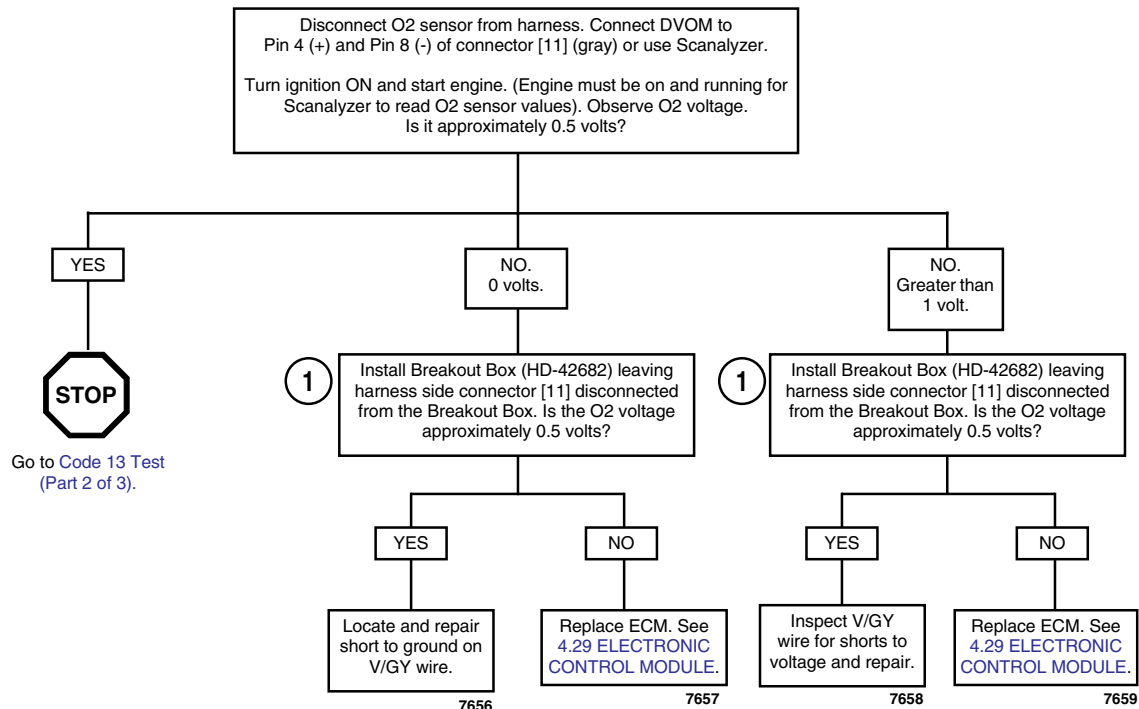 Disconnect O2 sensor from harness. Connect DVOM to
Pin 4 (+) and Pin 8 (-) of connector [11] (gray) or use Scanalyzer.
Turn ignition ON and start engine. (Engine must be on and running for
Scanalyzer to read O2 sensor values). Observe O2 voltage.
Is it approximately 0.5 volts?
YES
NO.
0 volts.
NO.
Greater than
1 volt.
STOP
Go to Code 13 Test
(Part 2 of 3).
1
Install Breakout Box (HD-42682) leaving
harness side connector [11] disconnected
from the Breakout Box. Is the O2 voltage
approximately 0.5 volts?
1
Install Breakout Box (HD-42682) leaving
harness side connector [11] disconnected
from the Breakout Box. Is the O2 voltage
approximately 0.5 volts?
YES
NO
YES
NO
Locate and repair
short to ground on
V/GY wire.
7656
Replace ECM. See
4.29 ELECTRONIC
CONTROL MODULE.
7657
Inspect V/GY
wire for shorts to
voltage and repair.
7658
Replace ECM. See
4.29 ELECTRONIC
CONTROL MODULE.
7659